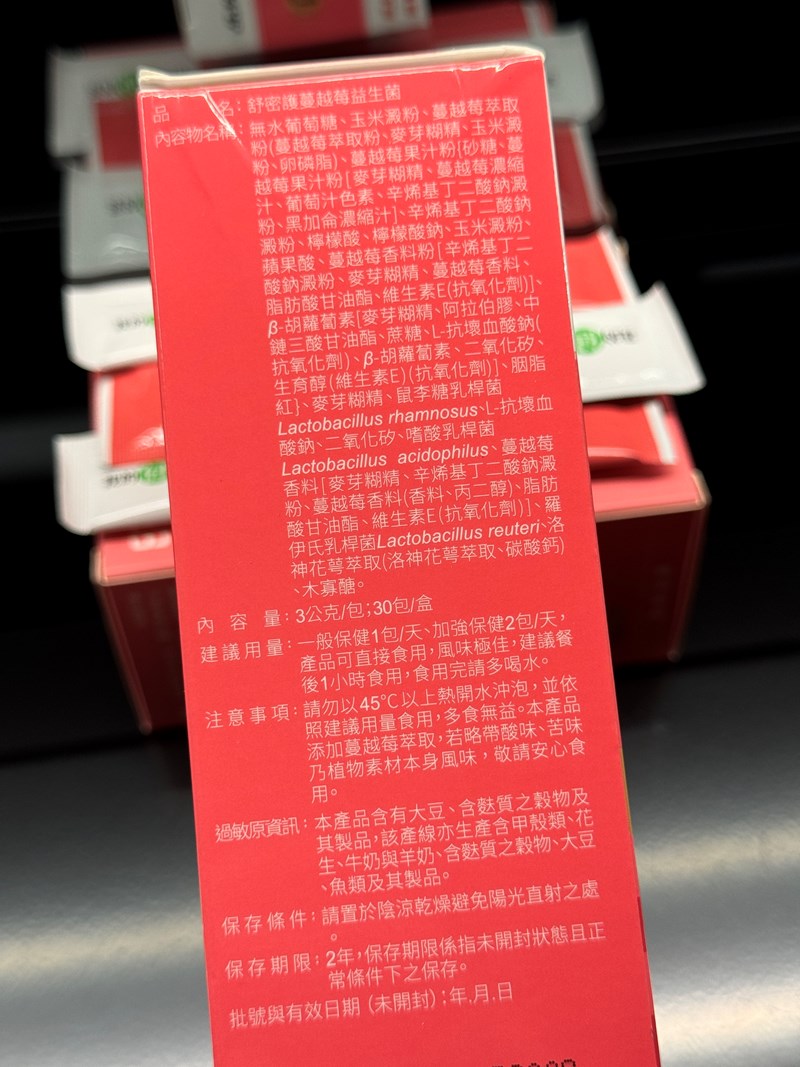 品名：舒密護蔓越莓益生菌
內容物名稱：無水葡萄糖、玉米澱粉、蔓越莓萃取
粉(蔓越莓萃取粉、麥芽糊精、玉米澱
粉、卵磷脂)、蔓越莓果汁粉{砂糖、蔓
越莓果汁粉[麥芽糊精、蔓越莓濃縮
汁、葡萄汁色素、辛烯基丁二酸鈉澱
粉、黑加侖濃縮汁]、辛烯基丁二酸鈉
澱粉、檸檬酸、檸檬酸鈉、玉米澱粉、
蘋果酸、蔓越莓香料粉[辛烯基丁二
酸鈉澱粉、麥芽糊精、蔓越莓香料、
脂肪酸甘油酯、維生素E(抗氧化劑)]、
β-胡蘿蔔素[麥芽糊精、阿拉伯膠、中
鏈三酸甘油酯、蔗糖、L-抗壞血酸鈉(
抗氧化劑)、β-胡蘿蔔素、二氧化矽、
生育醇(維生素E)(抗氧化劑)]、胭脂
紅}、麥芽糊精、鼠李糖乳桿菌
Lactobacillus rhamnosus、L-抗壞血
酸鈉、二氧化矽、嗜酸乳桿菌
Lactobacillus acidophilus、蔓越莓
香料[麥芽糊精、辛烯基丁二酸鈉澱
粉、蔓越莓香料(香料、丙二醇)、脂肪
酸甘油酯、維生素E(抗氧化劑)]、羅
伊氏乳桿菌Lactobacillus reuteri、洛
神花萼萃取(洛神花萼萃取、碳酸鈣)
、木寡醣。
內容量：3公克/包;30包/盒
建議用量：一般保健1包/天、加強保健2包/天，
產品可直接食用，風味極佳，建議餐
後1小時食用，食用完請多喝水。
注意事項：請勿以45°C以上熱開水沖泡，並依
照建議用量食用，多食無益。本產品
添加蔓越莓萃取，若略帶酸味、苦味
乃植物素材本身風味，敬請安心食
用。
過敏原資訊：本產品含有大豆、含麩質之穀物及
其製品，該產線亦生產含甲殼類、花
生、牛奶與羊奶、含麩質之穀物、大豆
、魚類及其製品。
保存條件：請置於陰涼乾燥避免陽光直射之處
。
保存期限：2年，保存期限係指未開封狀態且正
常條件下之保存。
批號與有效日期（未開封）：年.月.日